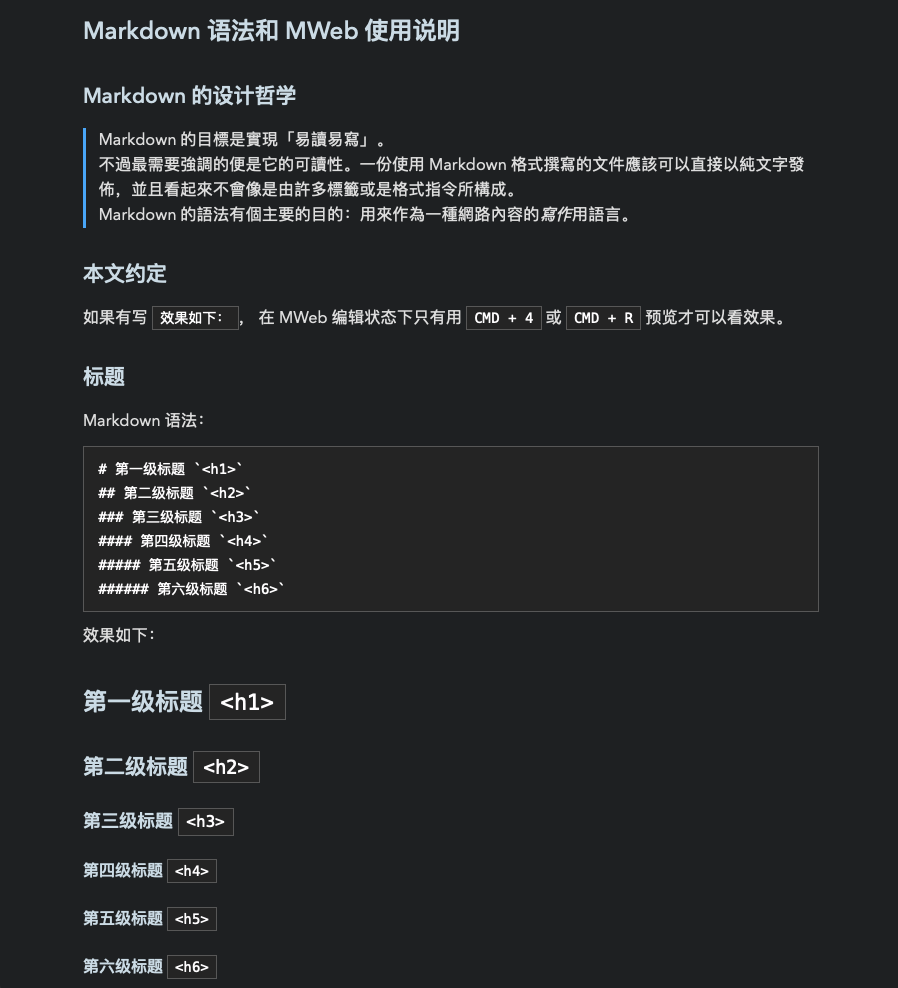 Markdown 语法和 MWeb 使用说明
Markdown 的设计哲学
Markdown 的目標是實現「易讀易寫」。
不過最需要強調的便是它的可讀性。一份使用 Markdown 格式撰寫的文件應該可以直接以純文字發
佈，並且看起來不會像是由許多標籤或是格式指令所構成。
Markdown 的語法有個主要的目的：用來作為一種網路內容的寫作用語言。
本文约定
如果有写 效果如下：， 在 MWeb 编辑状态下只有用 CMD + 4 或 CMD + R 预览才可以看效果。
标题
Markdown 语法：
# 第一级标题 `<h1>`
## 第二级标题 `<h2>`
### 第三级标题 `<h3>`
#### 第四级标题 `<h4>`
##### 第五级标题 `<h5>`
###### 第六级标题 `<h6>`
效果如下：
第一级标题 <h1>
第二级标题 <h2>
第三级标题 <h3>
第四级标题 <h4>
第五级标题 <h5>
第六级标题 <h6>